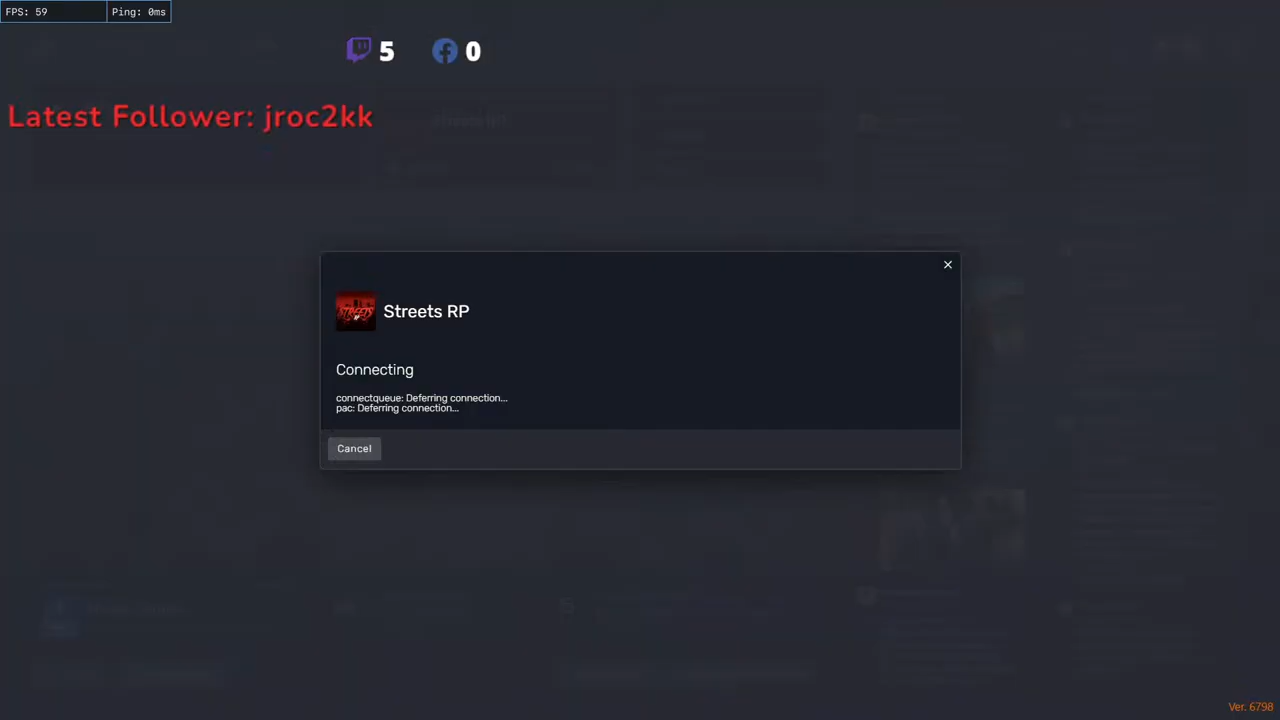 FPS: 59
Ping: 0ms
5
0
Latest Follower: jroc2kk
STREETS
Streets RP
Connecting
connectqueue: Deferring connection...
pac: Deferring connection...
Cancel
Ver. 6798